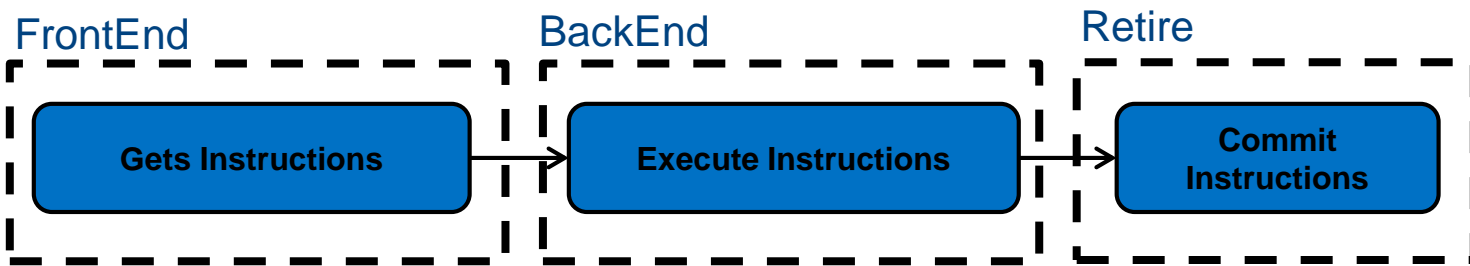 FrontEnd
BackEnd
Retire
Gets Instructions
Execute Instructions
Commit
Instructions